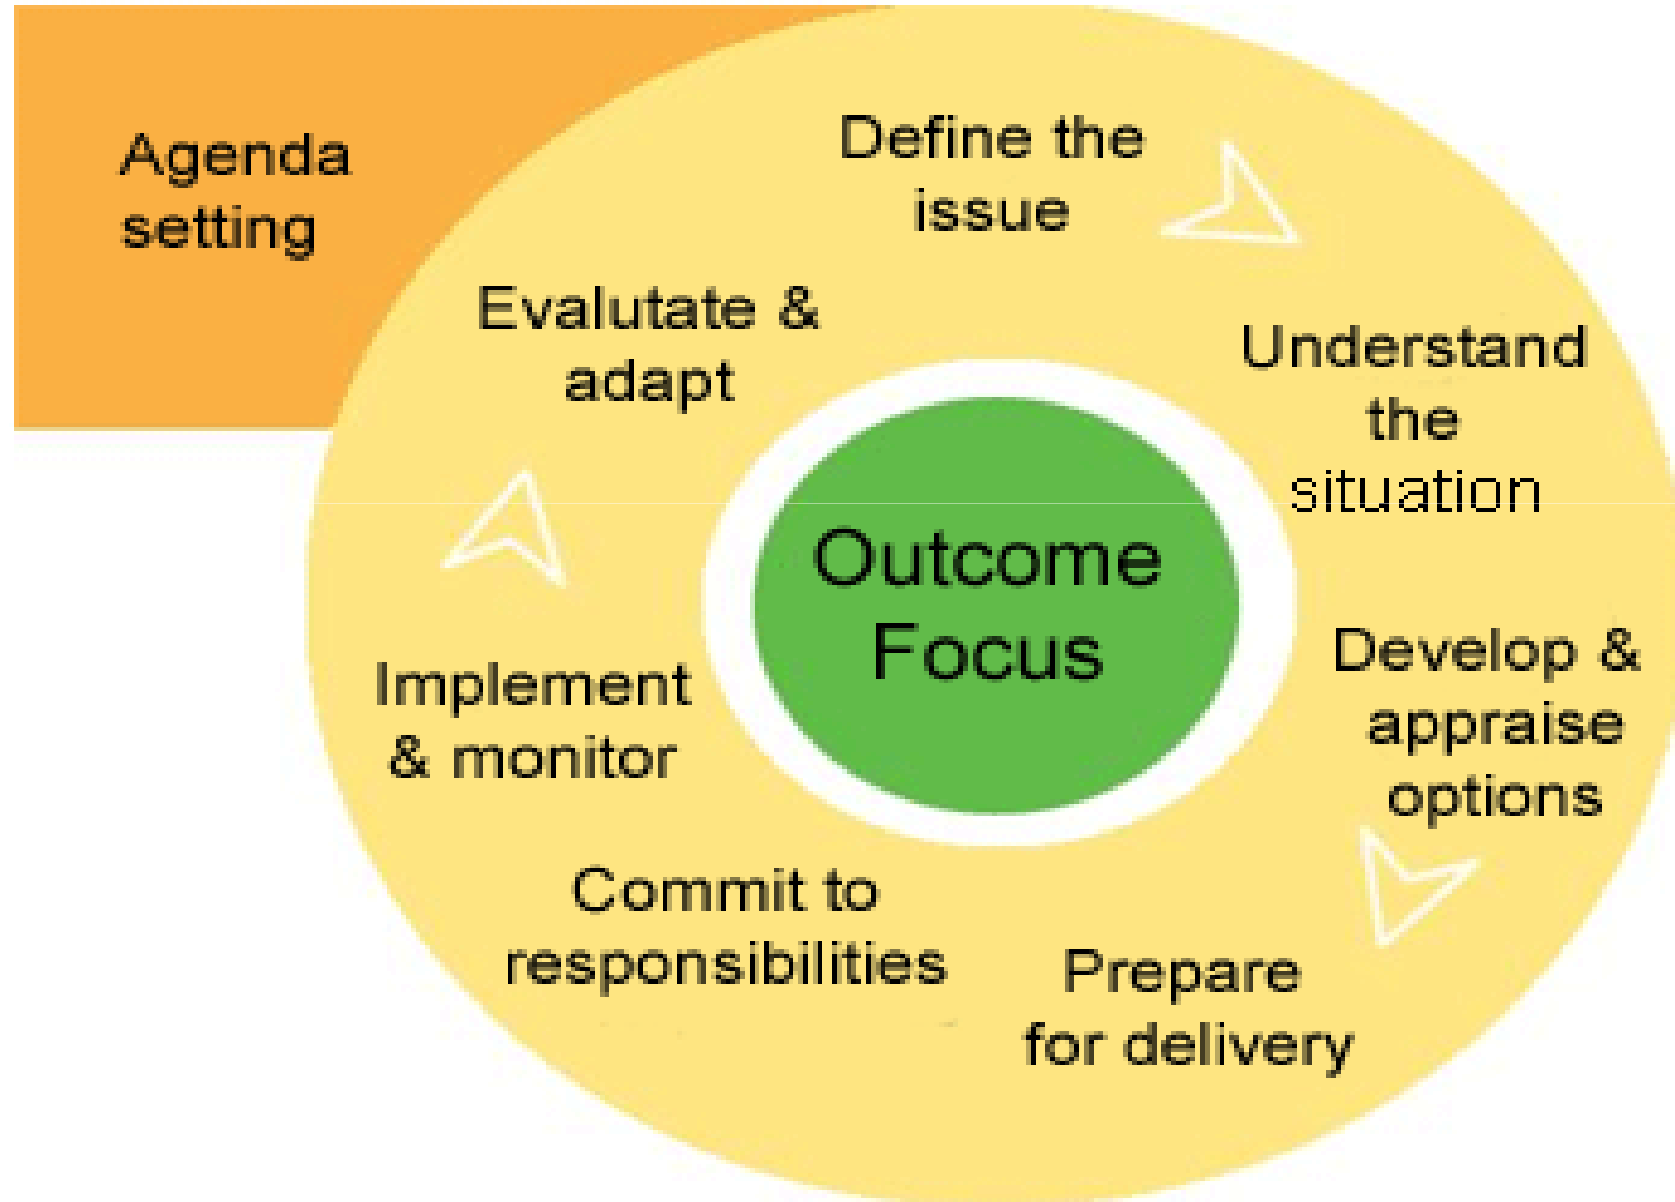 Agenda
setting
Define the
issue
Understand
the
situation
Develop &
appraise
options
Prepare
for delivery
Commit to
responsibilities
Implement
& monitor
Evalutate &
adapt
Outcome
Focus